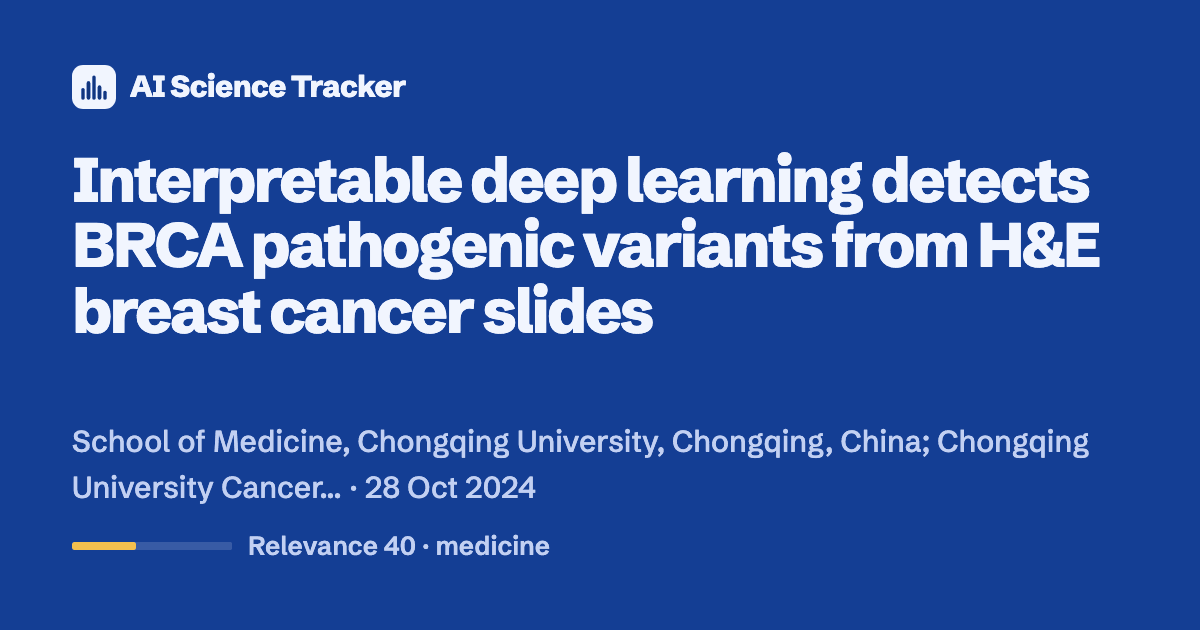 AI Science Tracker
Interpretable deep learning detects
BRCA pathogenic variants from H&E
breast cancer slides
School of Medicine, Chongqing University, Chongqing, China; Chongqing
University Cancer... · 28 Oct 2024
Relevance 40 · medicine